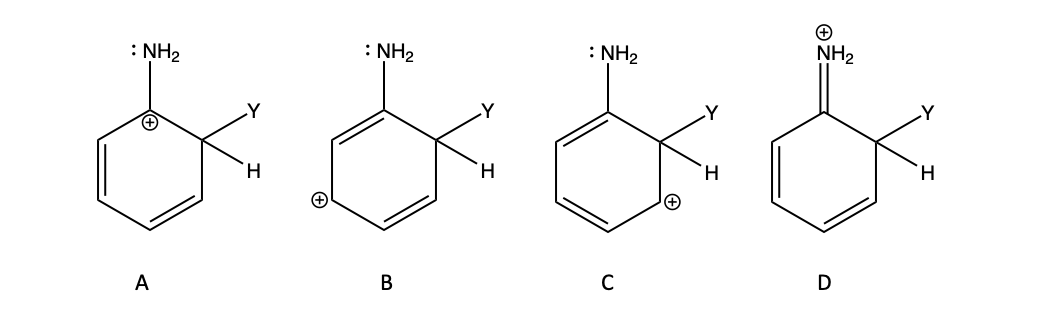 ⊕
:NH2 :NH2 :NH2 NH2
Y Y Y Y
⊕
H H H H
⊕ ⊕
A B C D